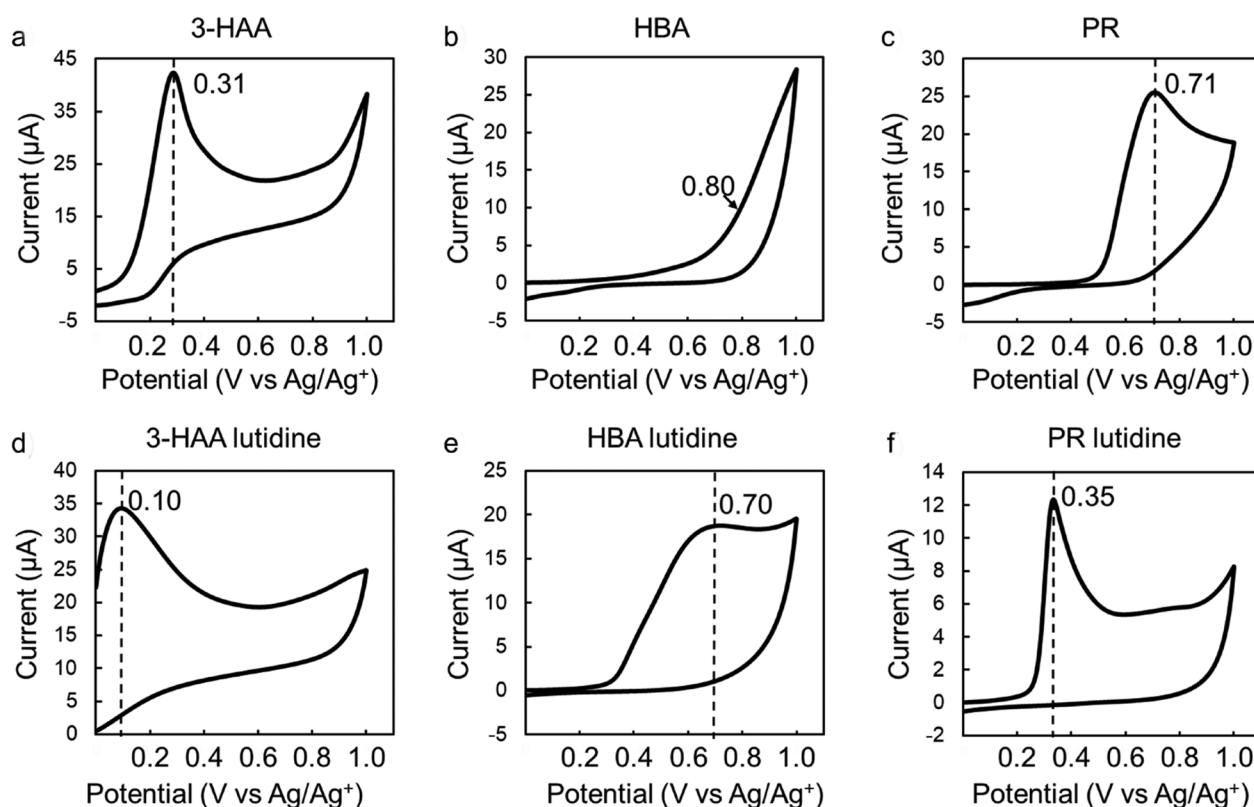 a
3-HAA
45
35
25
15
5
-5
0.31
0.2 0.4 0.6 0.8 1.0
Current (µA)
Potential (V vs Ag/Ag⁺)
b
HBA
30
25
20
15
10
5
0
-5
0.80
0.2 0.4 0.6 0.8 1.0
Current (µA)
Potential (V vs Ag/Ag⁺)
c
PR
30
25
20
15
10
5
0
-5
0.71
0.2 0.4 0.6 0.8 1.0
Current (µA)
Potential (V vs Ag/Ag⁺)
d
3-HAA lutidine
40
35
30
25
20
15
10
5
0
0.10
0.2 0.4 0.6 0.8 1.0
Current (µA)
Potential (V vs Ag/Ag⁺)
e
HBA lutidine
25
20
15
10
5
0
-5
0.70
0.2 0.4 0.6 0.8 1.0
Current (µA)
Potential (V vs Ag/Ag⁺)
f
PR lutidine
14
12
10
8
6
4
2
0
-2
0.35
0.2 0.4 0.6 0.8 1.0
Current (µA)
Potential (V vs Ag/Ag⁺)